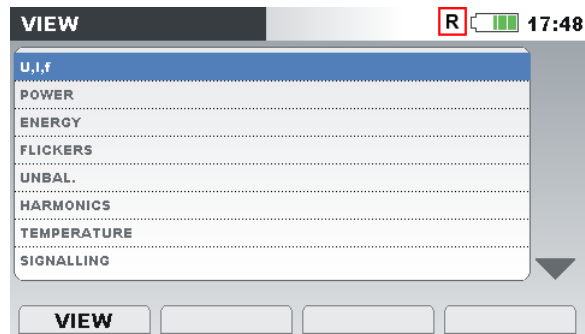 VIEW R 17:48
U,I,f
POWER
ENERGY
FLICKERS
UNBAL.
HARMONICS
TEMPERATURE
SIGNALLING
VIEW